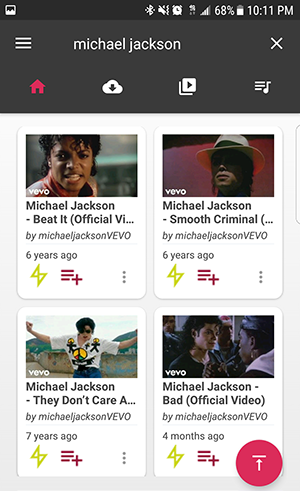 68% 10:11 PM
michael jackson
vevo
Michael Jackson
- Beat It (Official Vi...
by michaeljacksonVEVO
6 years ago
vevo
Michael Jackson
- Smooth Criminal (...
by michaeljacksonVEVO
6 years ago
vevo
Michael Jackson
- They Don't Care A...
by michaeljacksonVEVO
7 years ago
vevo
Michael Jackson -
Bad (Official Video)
by michaeljacksonVEVO
4 months ago